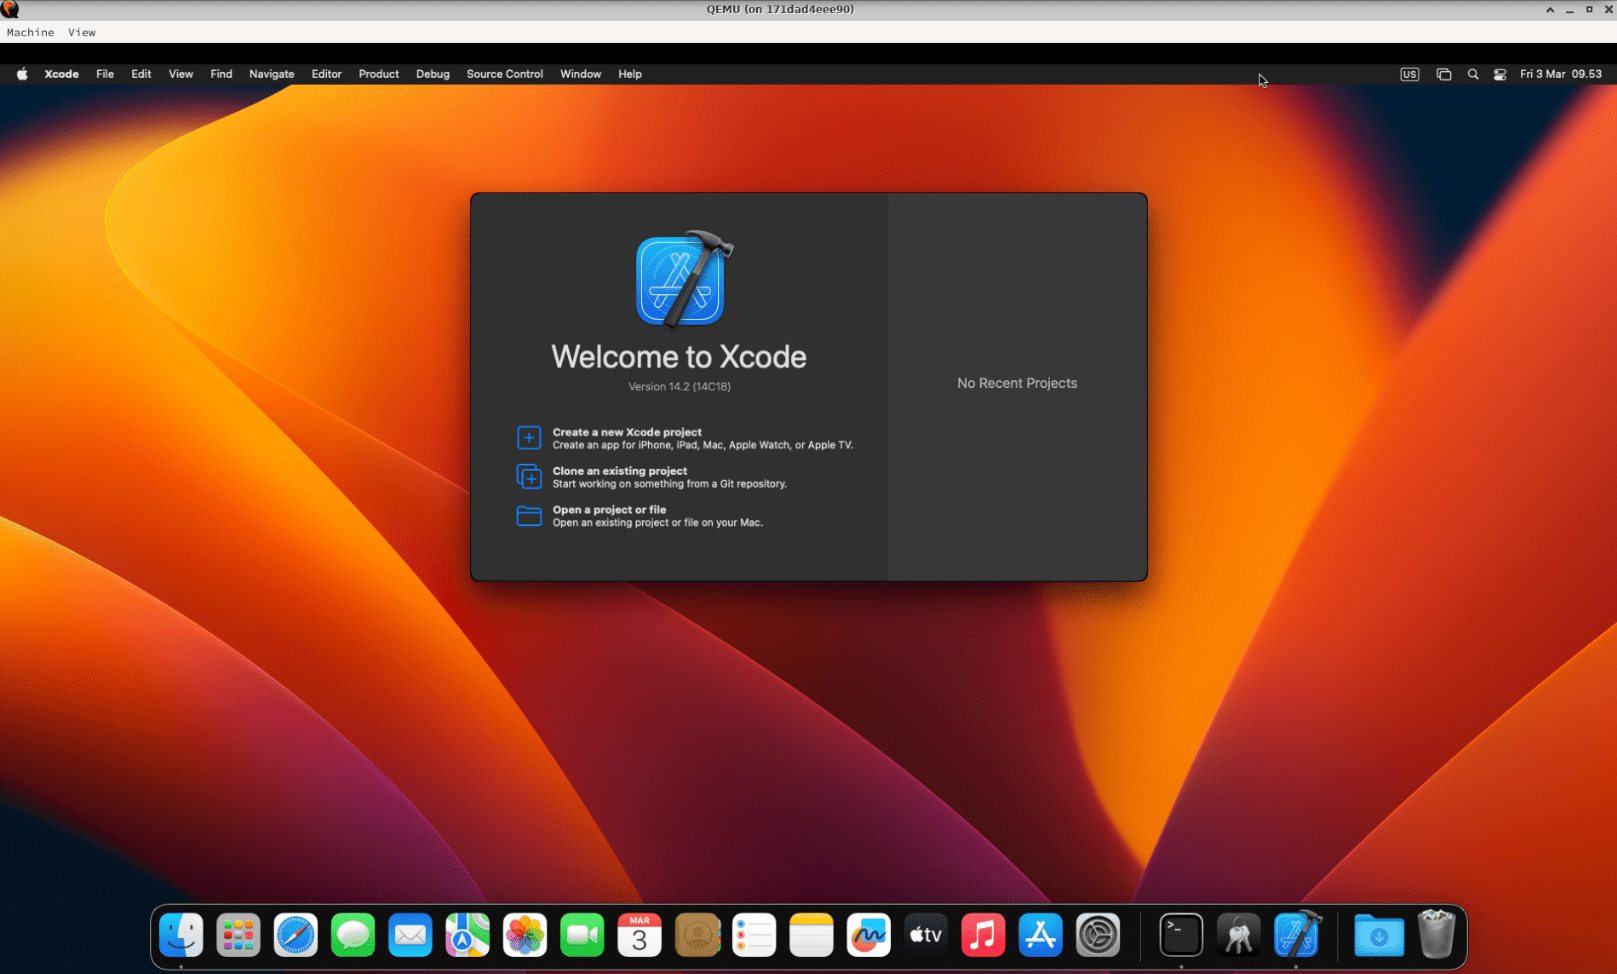 QEMU (on 171dad4eee90)
Machine View
Xcode File Edit View Find Navigate Editor Product Debug Source Control Window Help US Fri 3 Mar 09.53
Welcome to Xcode
Version 14.2 (14C18)
Create a new Xcode project
Create an app for iPhone, iPad, Mac, Apple Watch, or Apple TV.
Clone an existing project
Start working on something from a Git repository.
Open a project or file
Open an existing project or file on your Mac.
No Recent Projects
MAR
3
tv
>_